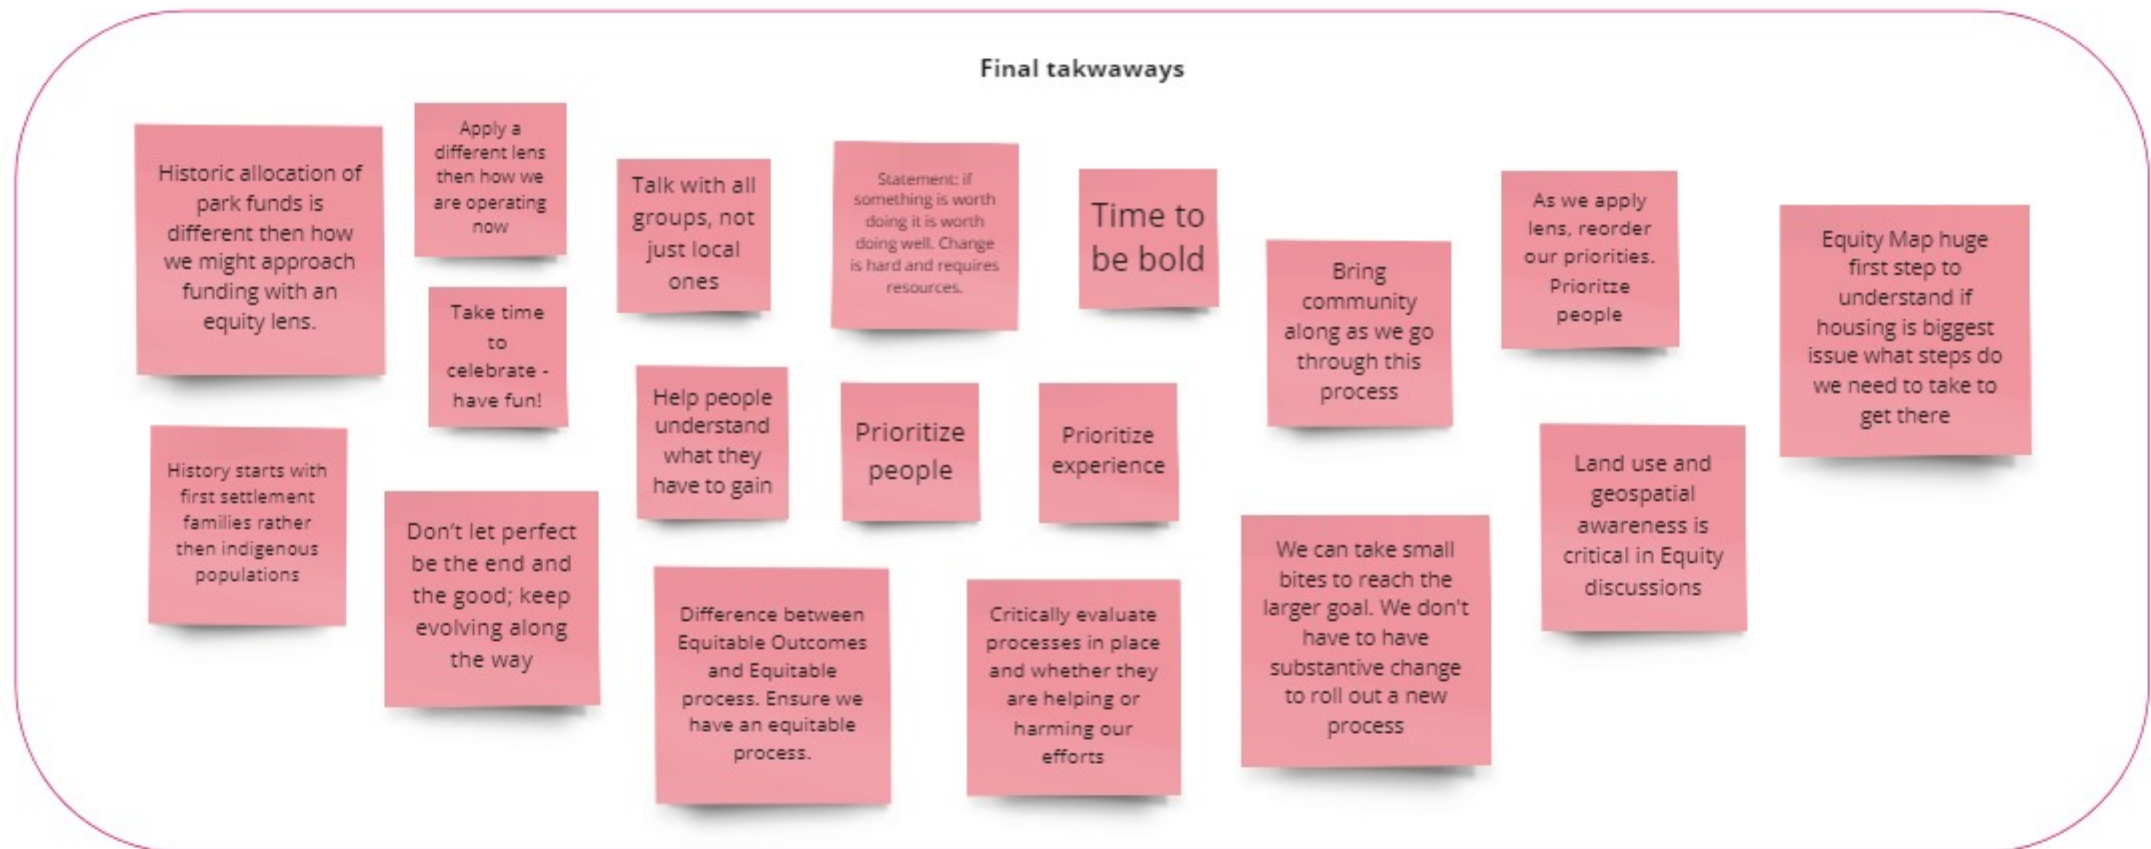 Final takwaways
Historic allocation of
park funds is
different then how
we might approach
funding with an
equity lens.
Apply a
different lens
then how we
are operating
now
Talk with all
groups, not
just local
ones
Statement: if
something is worth
doing it is worth
doing well. Change
is hard and requires
resources.
Time to
be bold
Bring
community
along as we go
through this
process
As we apply
lens, reorder
our priorities.
Prioritze
people
Equity Map huge
first step to
understand if
housing is biggest
issue what steps do
we need to take to
get there
Take time
to
celebrate -
have fun!
Help people
understand
what they
have to gain
Prioritize
people
Prioritize
experience
History starts with
first settlement
families rather
then indigenous
populations
Don't let perfect
be the end and
the good; keep
evolving along
the way
Land use and
geospatial
awareness is
critical in Equity
discussions
Difference between
Equitable Outcomes
and Equitable
process. Ensure we
have an equitable
process.
Critically evaluate
processes in place
and whether they
are helping or
harming our
efforts
We can take small
bites to reach the
larger goal. We don't
have to have
substantive change
to roll out a new
process